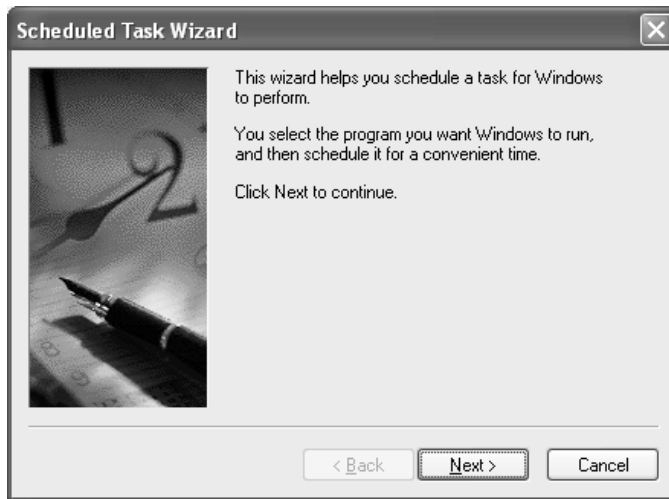 Scheduled Task Wizard
This wizard helps you schedule a task for Windows
to perform.
You select the program you want Windows to run,
and then schedule it for a convenient time.
Click Next to continue.
2
< Back
Next >
Cancel